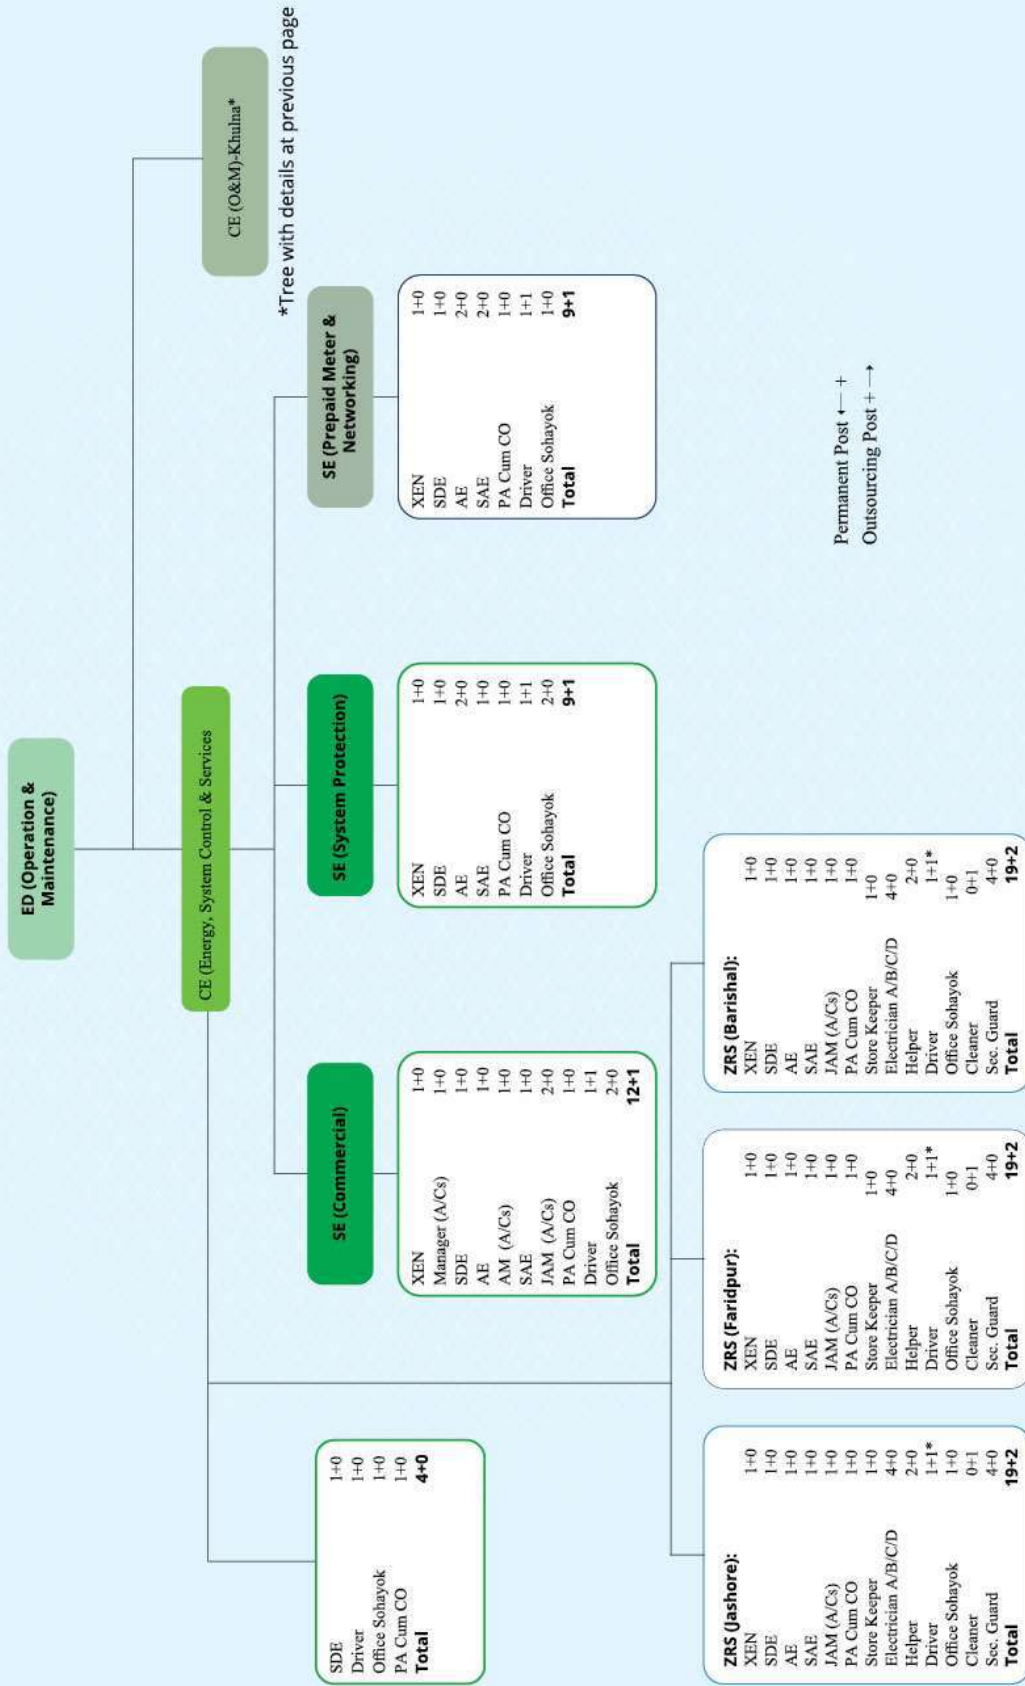 ED (Operation &
Maintenance)
CE (Energy, System Control & Services
CE (O&M)-Khulna*
*Tree with details at previous page
SDE 1+0
Driver 1+0
Office Sohayok 1+0
PA Cum CO 1+0
Total 4+0
SE (Commercial)
XEN 1+0
Manager (A/Cs) 1+0
SDE 1+0
AE 1+0
AM (A/Cs) 1+0
SAE 1+0
JAM (A/Cs) 2+0
PA Cum CO 1+0
Driver 1+1
Office Sohayok 2+0
Total 12+1
SE (System Protection)
XEN 1+0
SDE 1+0
AE 2+0
SAE 1+0
PA Cum CO 1+0
Driver 1+1
Office Sohayok 2+0
Total 9+1
SE (Prepaid Meter &
Networking)
XEN 1+0
SDE 1+0
AE 2+0
SAE 2+0
PA Cum CO 1+0
Driver 1+1
Office Sohayok 1+0
Total 9+1
ZRS (Jashore):
XEN 1+0
SDE 1+0
AE 1+0
SAE 1+0
JAM (A/Cs) 1+0
PA Cum CO 1+0
Store Keeper 1+0
Electrician A/B/C/D 4+0
Helper 2+0
Driver 1+1*
Office Sohayok 1+0
Cleaner 0+1
Sec. Guard 4+0
Total 19+2
ZRS (Faridpur):
XEN 1+0
SDE 1+0
AE 1+0
SAE 1+0
JAM (A/Cs) 1+0
PA Cum CO 1+0
Store Keeper 1+0
Electrician A/B/C/D 4+0
Helper 2+0
Driver 1+1*
Office Sohayok 1+0
Cleaner 0+1
Sec. Guard 4+0
Total 19+2
ZRS (Barishal):
XEN 1+0
SDE 1+0
AE 1+0
SAE 1+0
JAM (A/Cs) 1+0
PA Cum CO 1+0
Store Keeper 1+0
Electrician A/B/C/D 4+0
Helper 2+0
Driver 1+1*
Office Sohayok 1+0
Cleaner 0+1
Sec. Guard 4+0
Total 19+2
Permanent Post ← +
Outsourcing Post + →